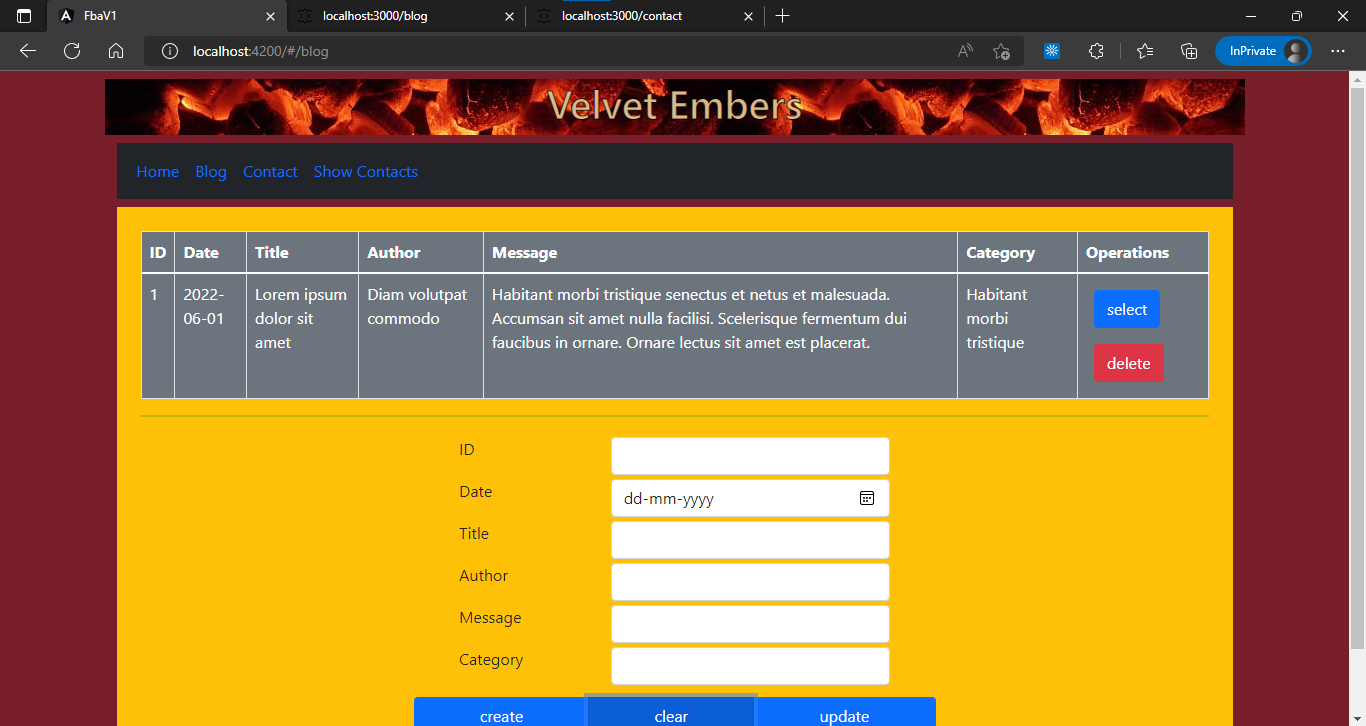 FbaV1
localhost:3000/blog
localhost:3000/contact
localhost:4200/#/blog
InPrivate
Velvet Embers
Home Blog Contact Show Contacts
ID Date Title Author Message Category Operations
1 2022- Lorem ipsum Diam volutpat Habitant morbi tristique senectus et netus et malesuada. Habitant select
06-01 dolor sit commodo Accumsan sit amet nulla facilisi. Scelerisque fermentum dui morbi
amet faucibus in ornare. Ornare lectus sit amet est placerat. tristique
delete
ID
Date dd-mm-yyyy
Title
Author
Message
Category
create clear update